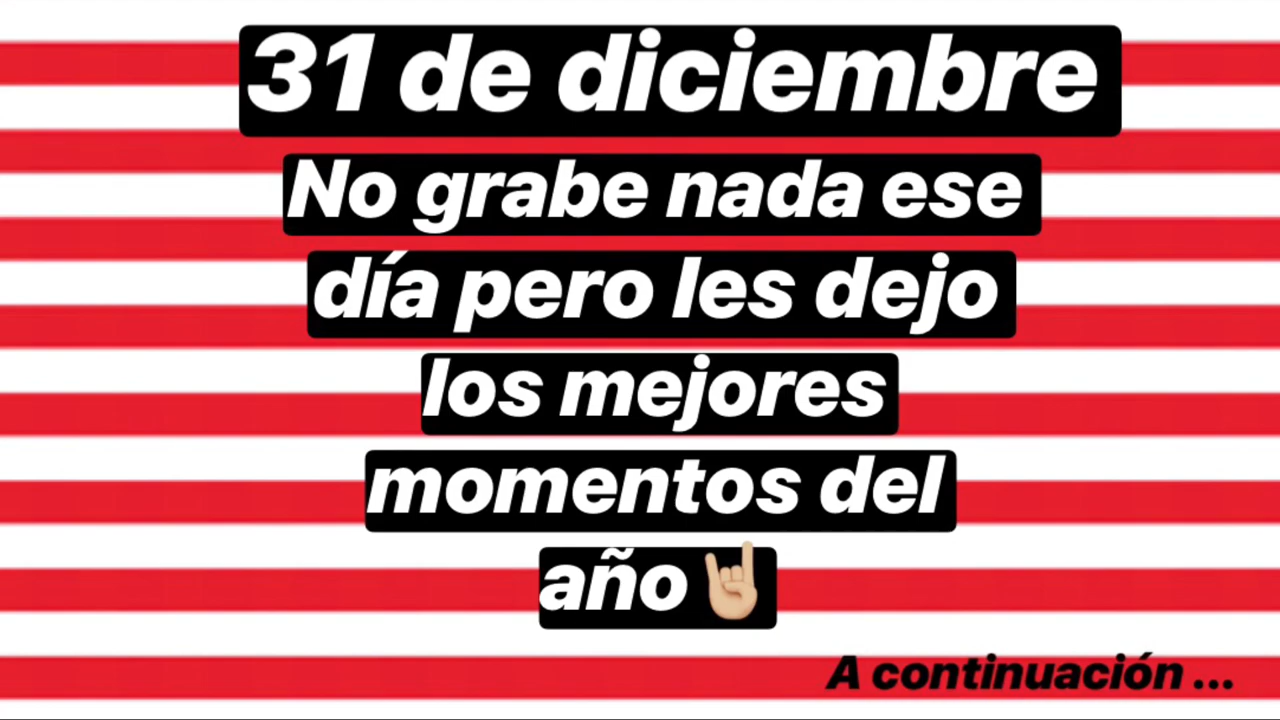 31 de diciembre
No grabe nada ese
día pero les dejo
los mejores
momentos del
año🤘🏼
A continuación ...